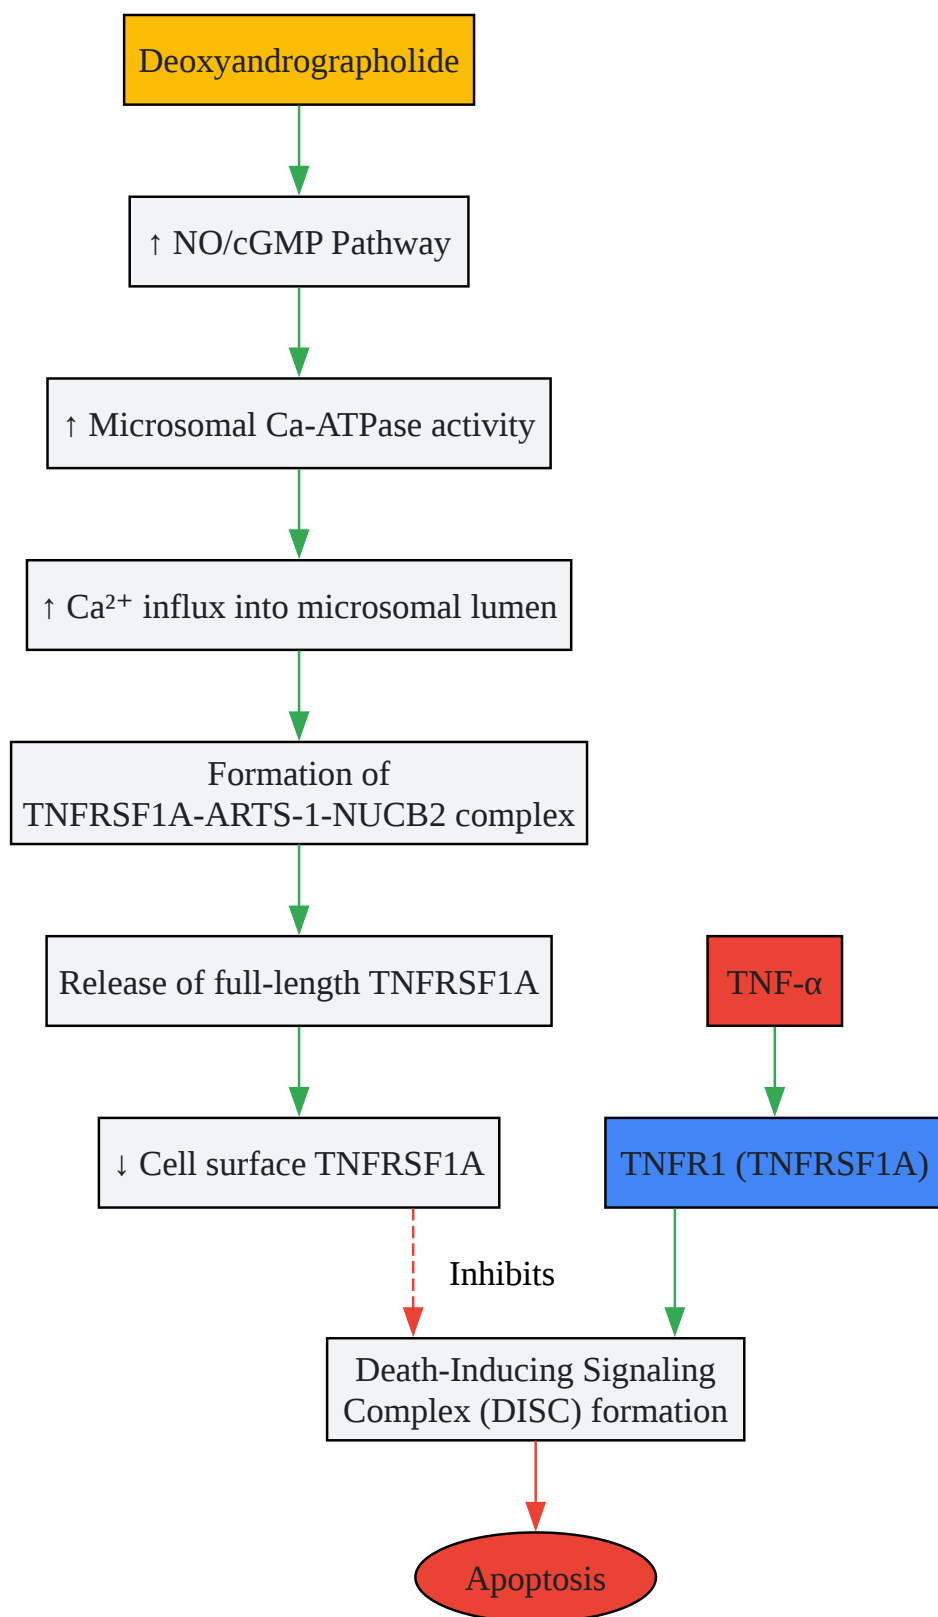 Deoxyandrographolide
↑ NO/cGMP Pathway
↑ Microsomal Ca-ATPase activity
↑ Ca²⁺ influx into microsomal lumen
Formation of
TNFRSF1A-ARTS-1-NUCB2 complex
Release of full-length TNFRSF1A
TNF-α
↓ Cell surface TNFRSF1A
TNFR1 (TNFRSF1A)
Inhibits
Death-Inducing Signaling
Complex (DISC) formation
Apoptosis